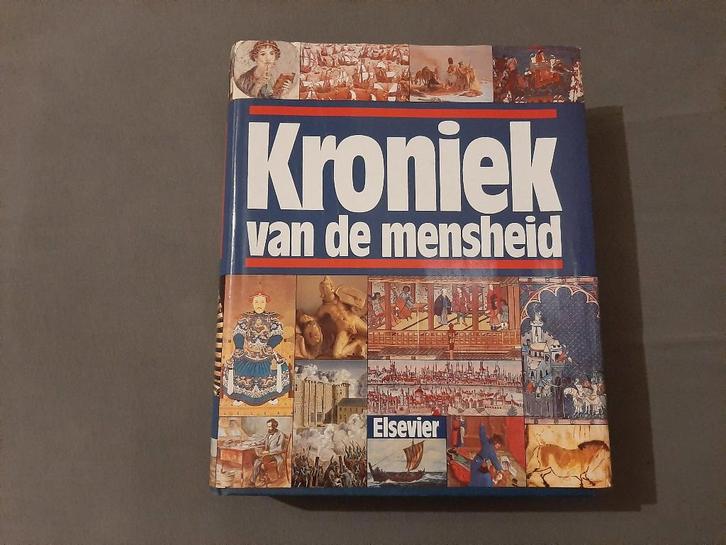 Kroniek
van de mensheid
Elsevier